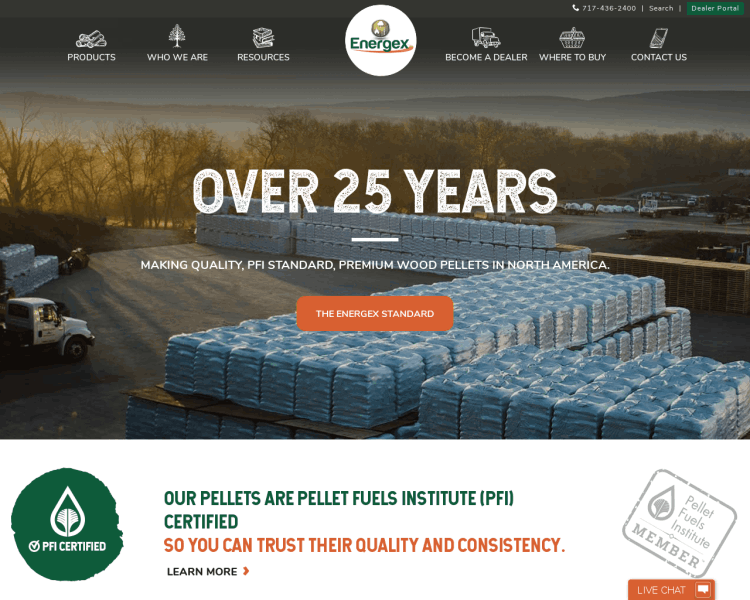 717-436-2400 | Search | Dealer Portal
PRODUCTS
WHO WE ARE
RESOURCES
Energex
BECOME A DEALER
WHERE TO BUY
CONTACT US
OVER 25 YEARS
MAKING QUALITY, PFI STANDARD, PREMIUM WOOD PELLETS IN NORTH AMERICA.
THE ENERGEX STANDARD
PFI CERTIFIED
OUR PELLETS ARE PELLET FUELS INSTITUTE (PFI)
CERTIFIED
SO YOU CAN TRUST THEIR QUALITY AND CONSISTENCY.
LEARN MORE
Pellet
Fuels
Institute
MEMBER
LIVE CHAT